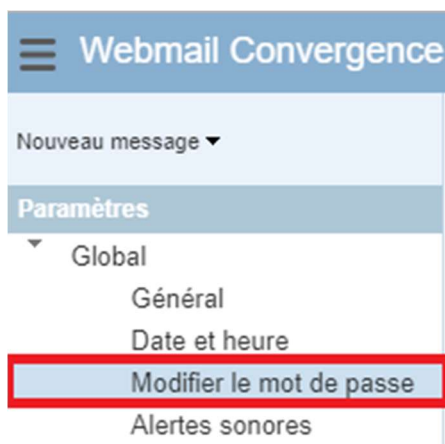 Webmail Convergence
Nouveau message
Paramètres
Global
Général
Date et heure
Modifier le mot de passe
Alertes sonores